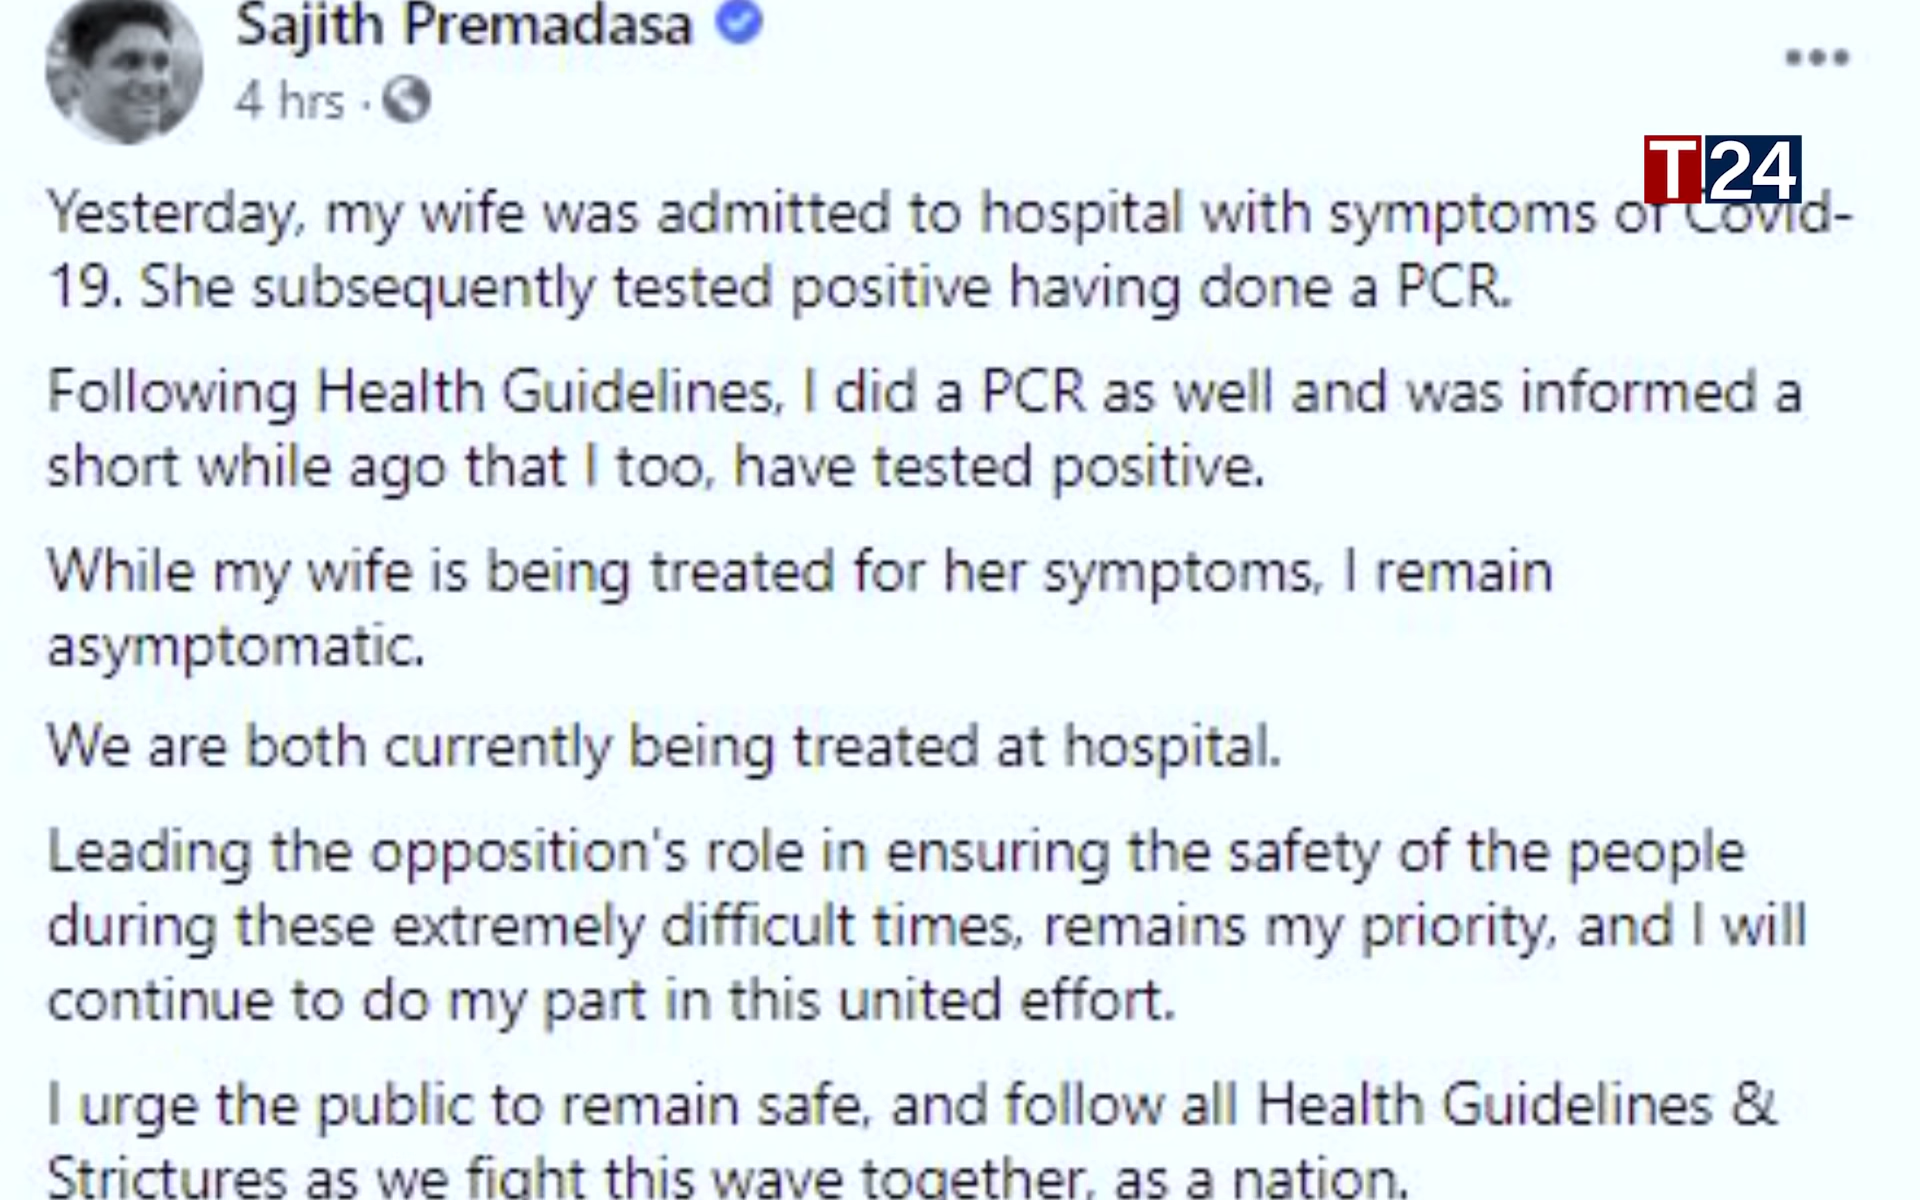 Sajith Premadasa
4 hrs ·
T24
Yesterday, my wife was admitted to hospital with symptoms of Covid-
19. She subsequently tested positive having done a PCR.
Following Health Guidelines, I did a PCR as well and was informed a
short while ago that I too, have tested positive.
While my wife is being treated for her symptoms, I remain
asymptomatic.
We are both currently being treated at hospital.
Leading the opposition's role in ensuring the safety of the people
during these extremely difficult times, remains my priority, and I will
continue to do my part in this united effort.
I urge the public to remain safe, and follow all Health Guidelines &
Strictures as we fight this wave together, as a nation.